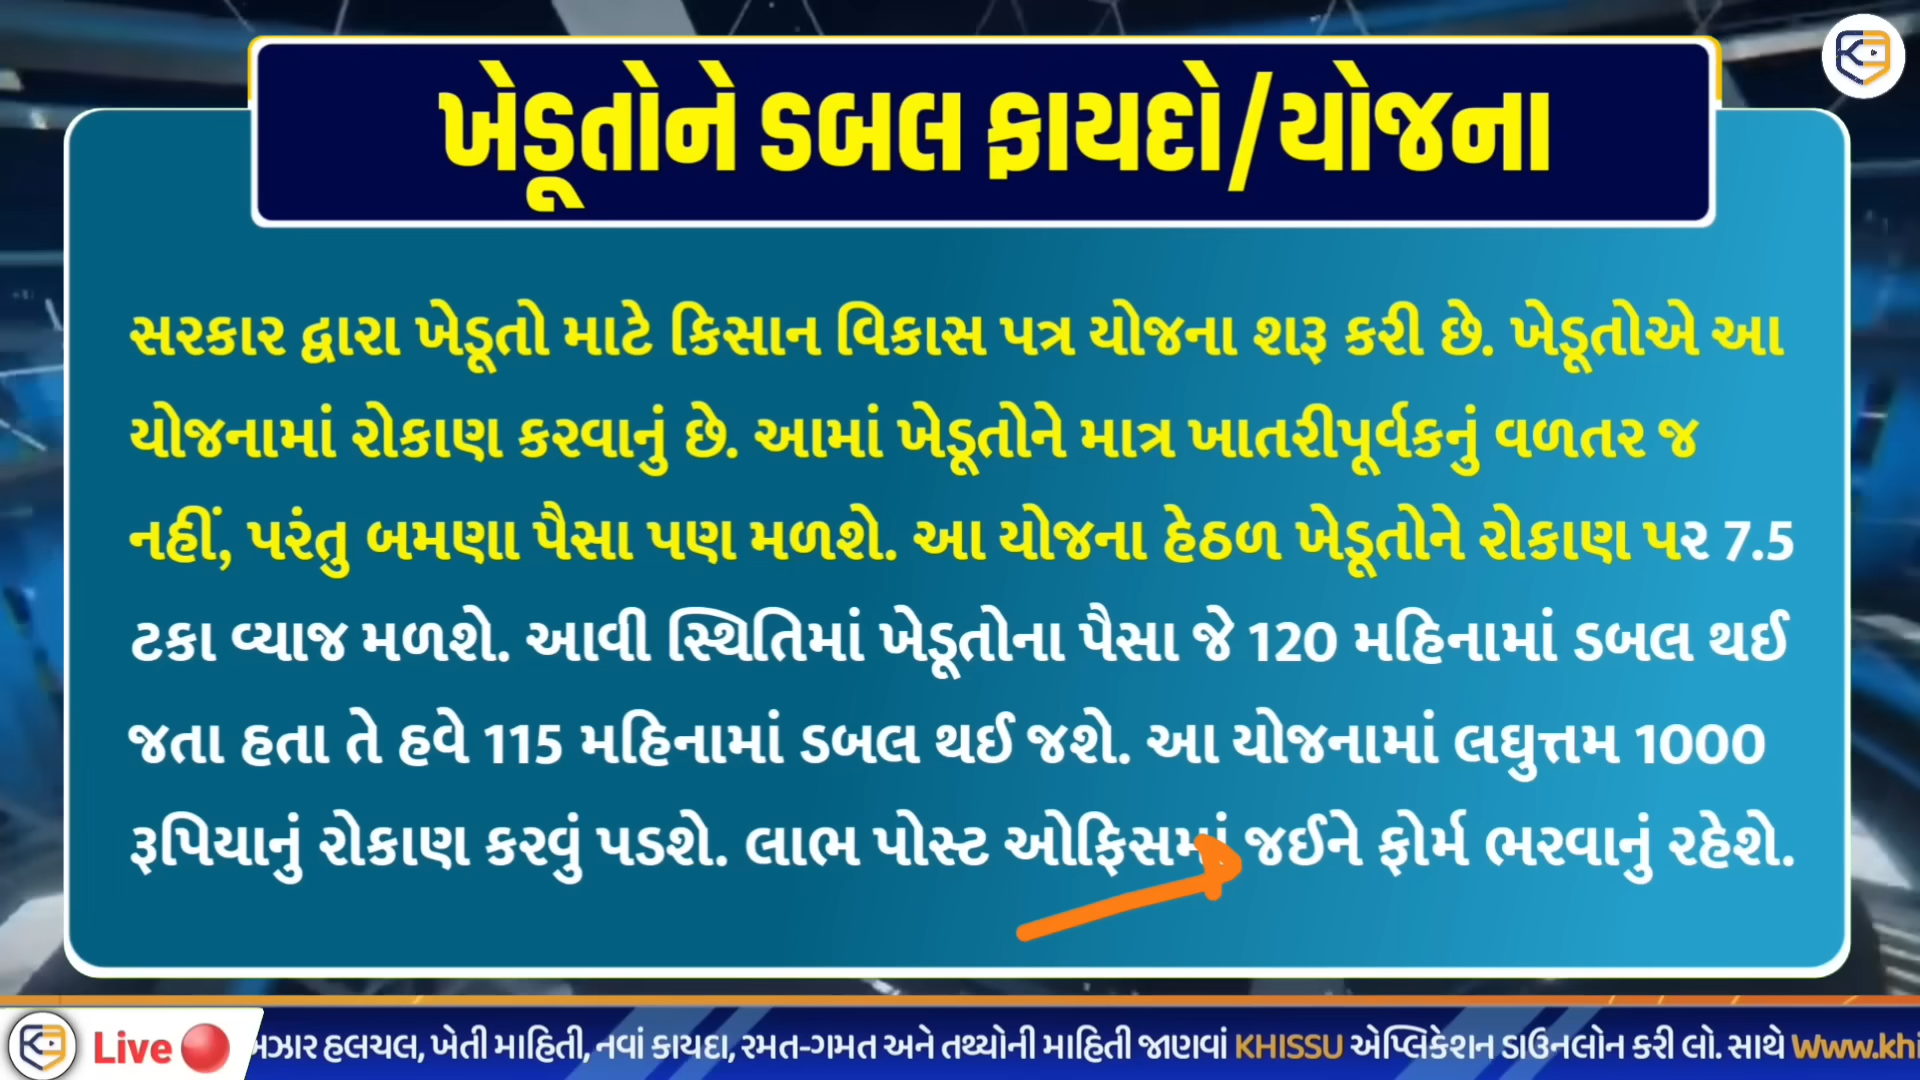 ખેડૂતોને ડબલ ફાયદો/યોજના
સરકાર દ્વારા ખેડૂતો માટે કિસાન વિકાસ પત્ર યોજના શરૂ કરી છે. ખેડૂતોએ આ
યોજનામાં રોકાણ કરવાનું છે. આમાં ખેડૂતોને માત્ર ખાતરીપૂર્વકનું વળતર જ
નહીં, પરંતુ બમણા પૈસા પણ મળશે. આ યોજના હેઠળ ખેડૂતોને રોકાણ પર 7.5
ટકા વ્યાજ મળશે. આવી સ્થિતિમાં ખેડૂતોના પૈસા જે 120 મહિનામાં ડબલ થઈ
જતા હતા તે હવે 115 મહિનામાં ડબલ થઈ જશે. આ યોજનામાં લઘુત્તમ 1000
રૂપિયાનું રોકાણ કરવું પડશે. લાભ પોસ્ટ ઓફિસમાં જઈને ફોર્મ ભરવાનું રહેશે.
Live હલચલ, ખેતી માહિતી, નવાં કાયદા, રમત-ગમત અને તથ્યોની માહિતી જાણવાં KHISSU એપ્લિકેશન ડાઉનલોન કરી લો. સાથે